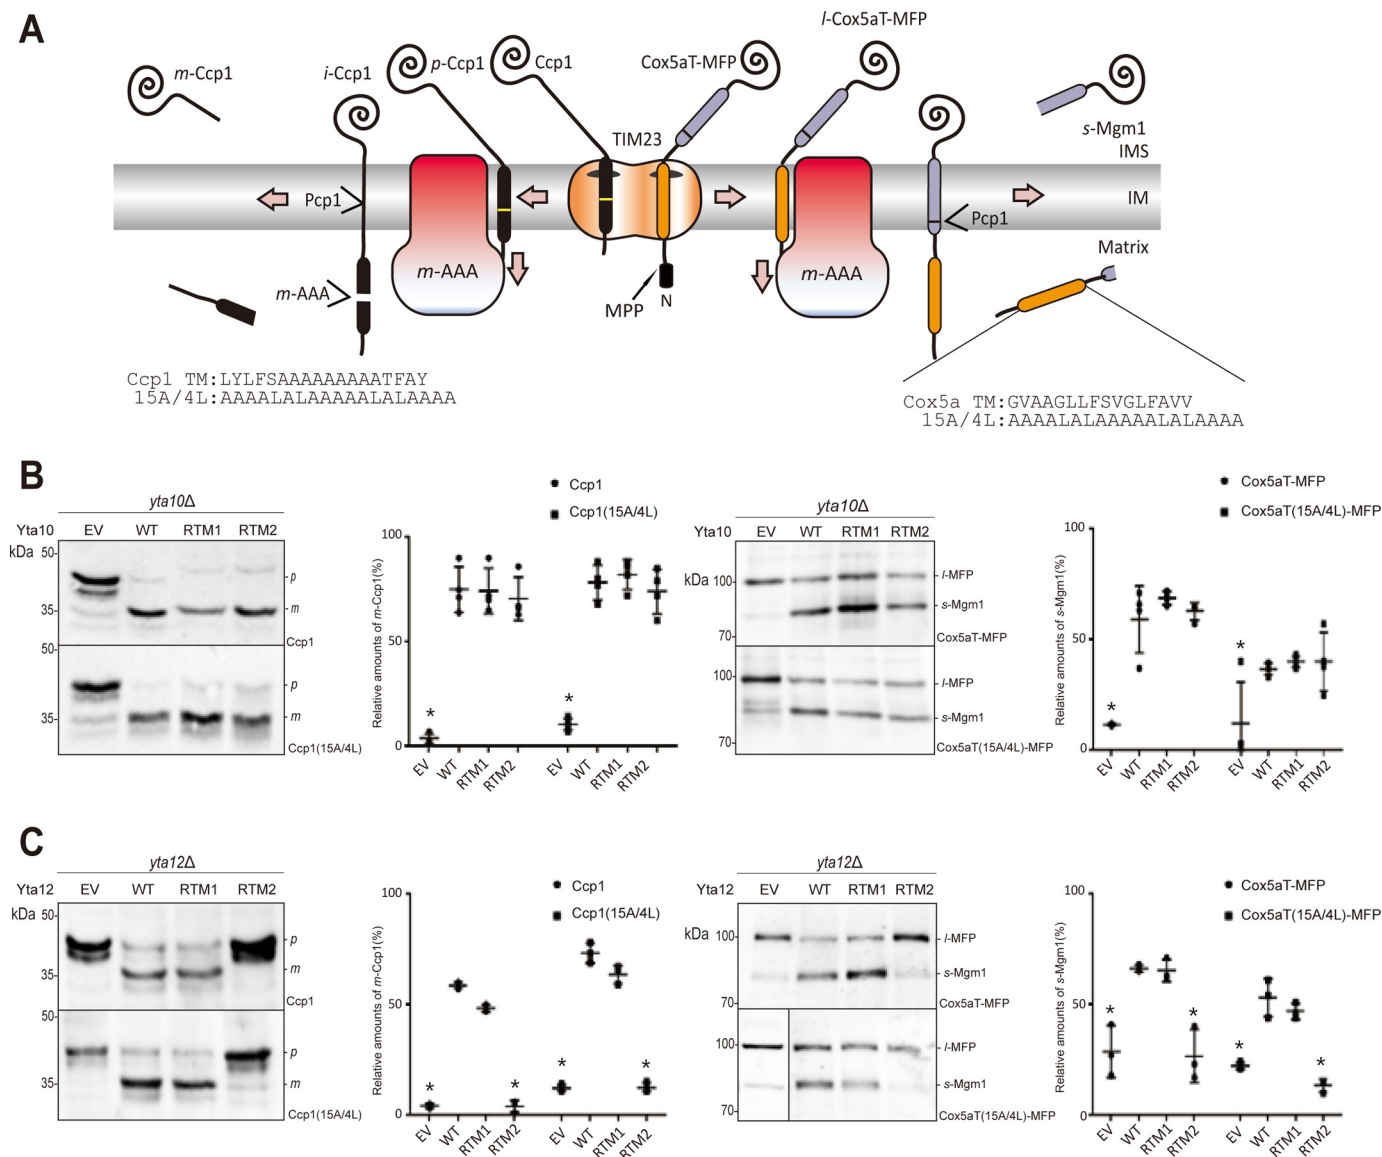 A
m-Ccp1
i-Ccp1
p-Ccp1
Ccp1
Cox5aT-MFP
l-Cox5aT-MFP
s-Mgm1
TIM23
IMS
IM
Matrix
Pcp1
Pcp1
m-AAA
m-AAA
m-AAA
MPP
N
Ccp1 TM:LYLFSAAAAAAAAATFAY
15A/4L:AAAALALAAAAALALAAAA
Cox5a TM:GVAAGLLFSVGLFAVV
15A/4L:AAAALALAAAAALALAAAA
B
yta10Δ
Yta10 EV WT RTM1 RTM2
kDa
50-
35-
50-
35-
p
m
Ccp1
p
m
Ccp1(15A/4L)
Ccp1
Ccp1(15A/4L)
Relative amounts of m-Ccp1(%)
100
50
0
EV WT RTM1 RTM2 EV WT RTM1 RTM2
yta10Δ
Yta10 EV WT RTM1 RTM2
kDa
100-
70-
100-
70-
l-MFP
s-Mgm1
Cox5aT-MFP
l-MFP
s-Mgm1
Cox5aT(15A/4L)-MFP
Cox5aT-MFP
Cox5aT(15A/4L)-MFP
Relative amounts of s-Mgm1(%)
100
50
0
* * * *
EV WT RTM1 RTM2 EV WT RTM1 RTM2
C
yta12Δ
Yta12 EV WT RTM1 RTM2
kDa
50-
35-
50-
35-
p
m
Ccp1
p
m
Ccp1(15A/4L)
Ccp1
Ccp1(15A/4L)
Relative amounts of m-Ccp1(%)
100
50
0
* * * *
EV WT RTM1 RTM2 EV WT RTM1 RTM2
yta12Δ
Yta12 EV WT RTM1 RTM2
kDa
100-
70-
100-
70-
l-MFP
s-Mgm1
Cox5aT-MFP
l-MFP
s-Mgm1
Cox5aT(15A/4L)-MFP
Cox5aT-MFP
Cox5aT(15A/4L)-MFP
Relative amounts of s-Mgm1(%)
100
50
0
* * * *
EV WT RTM1 RTM2 EV WT RTM1 RTM2